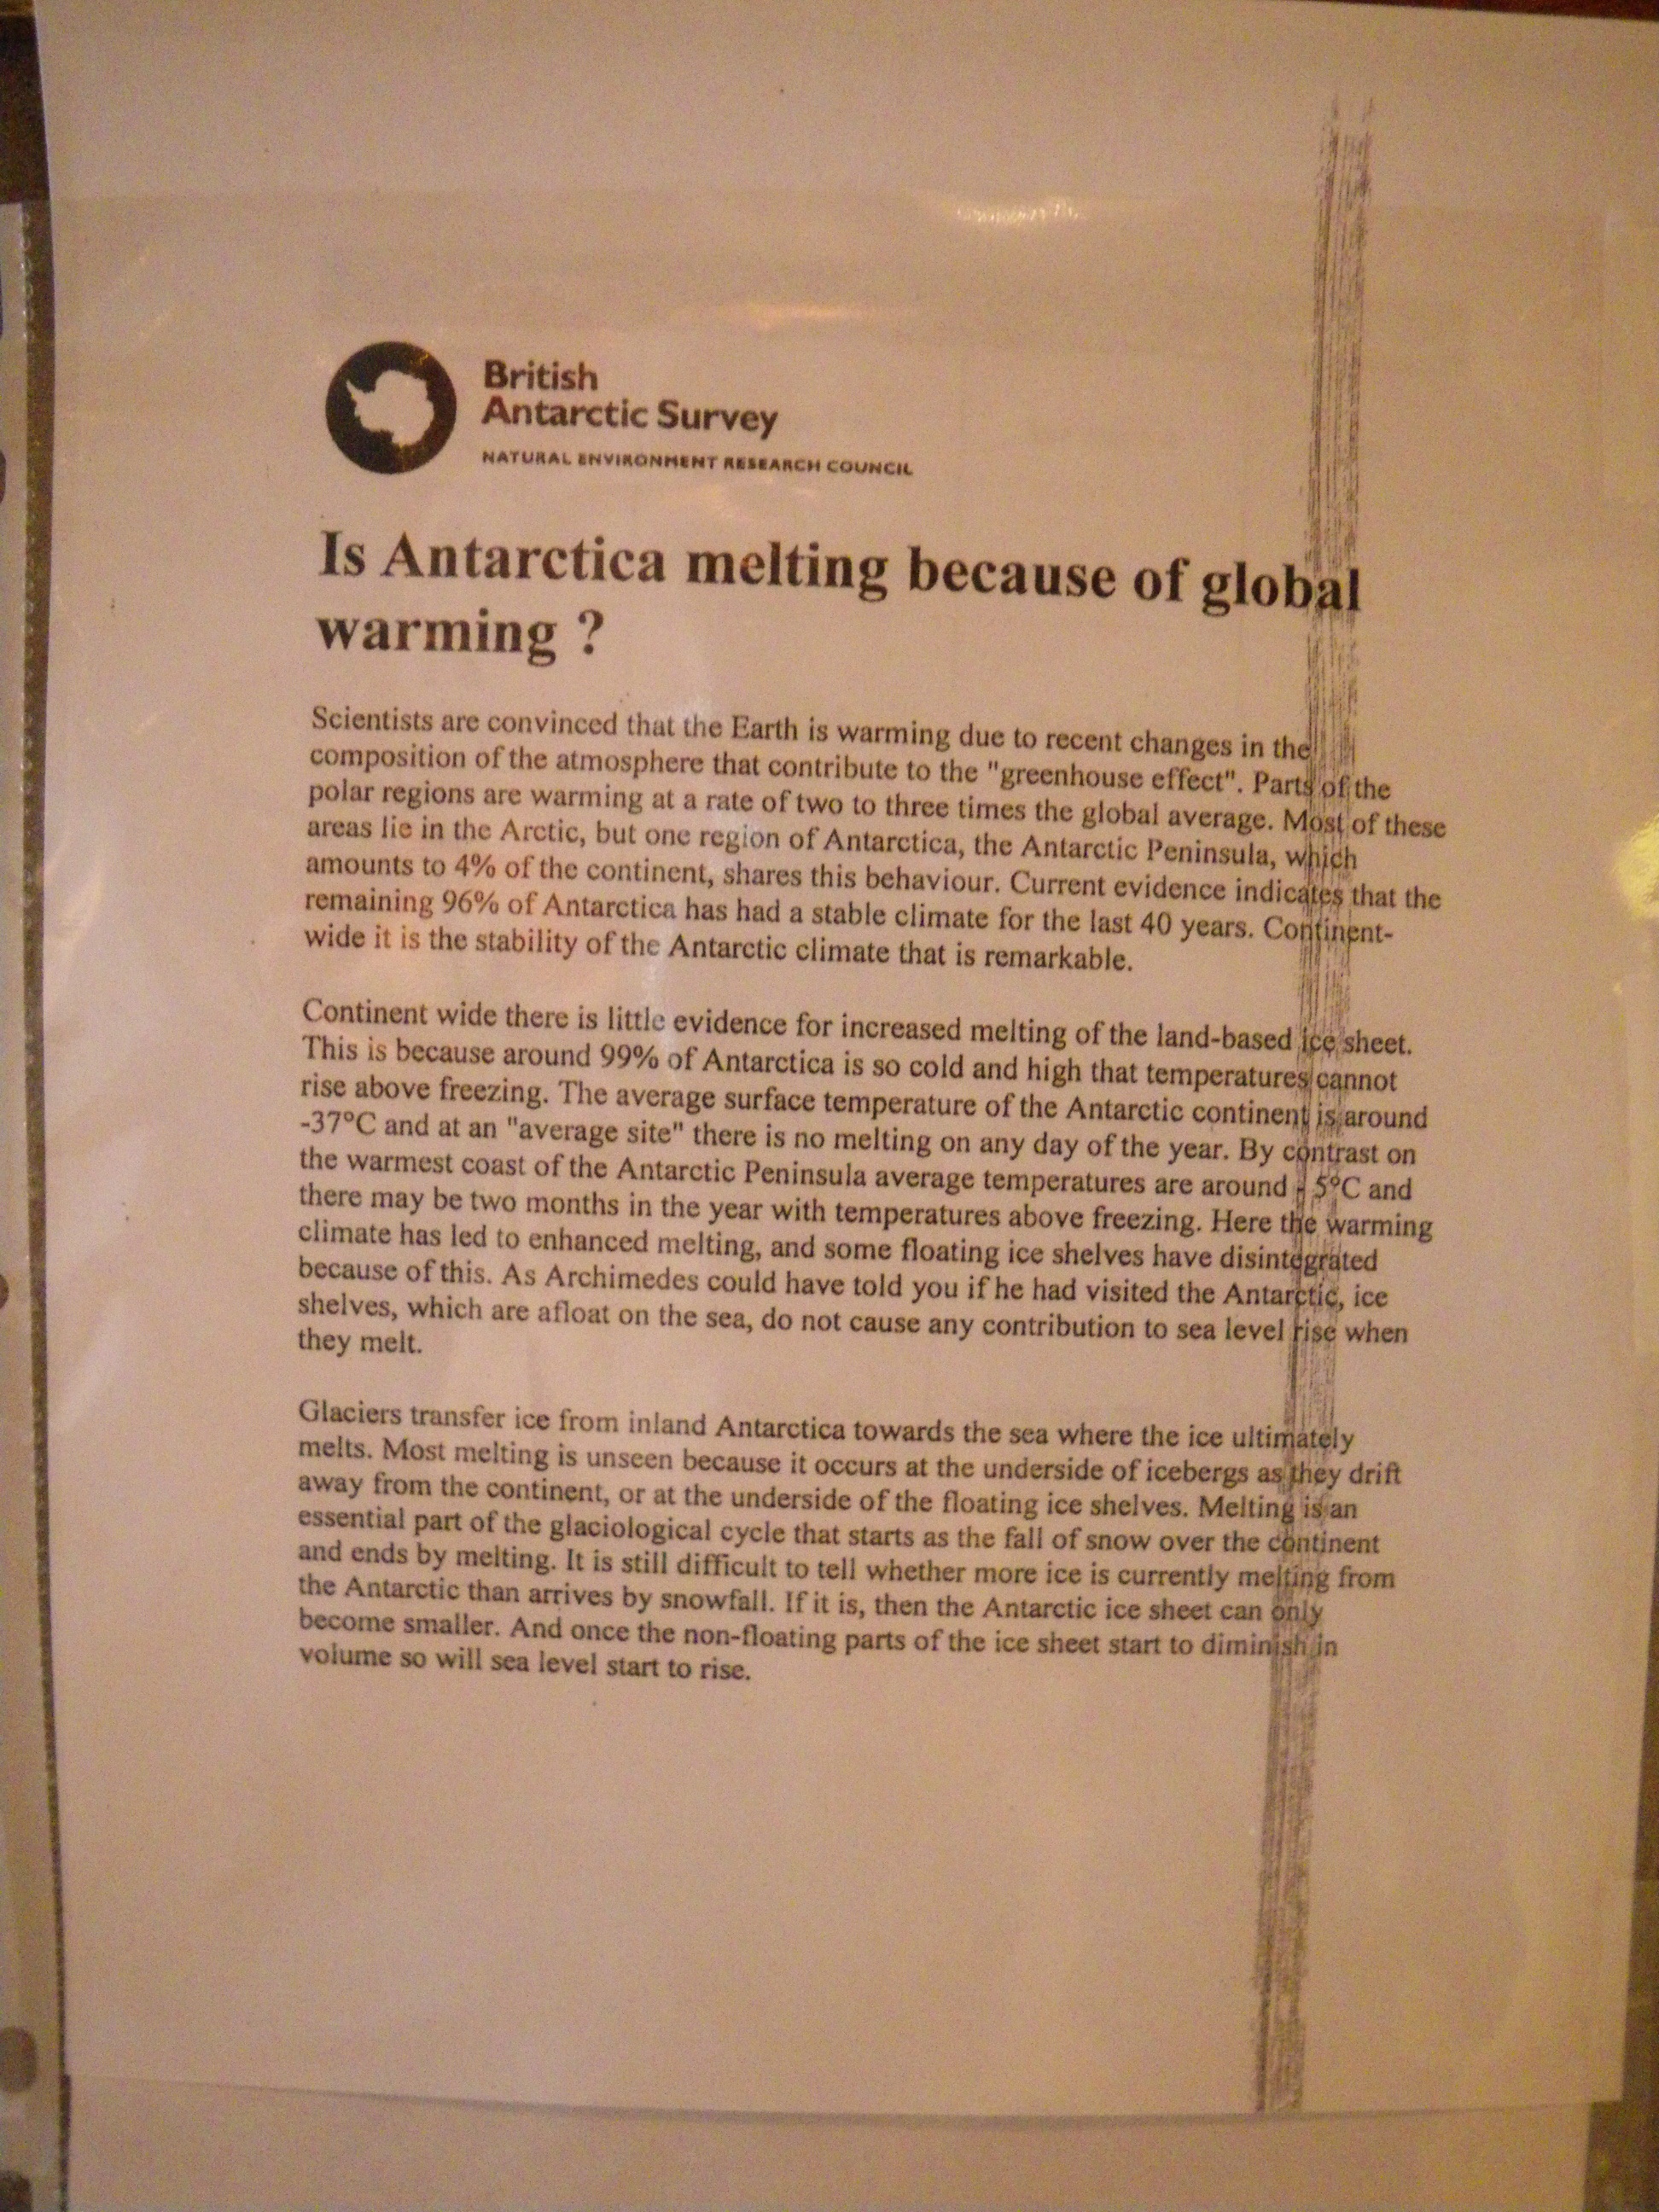 British
Antarctic Survey
NATURAL ENVIRONMENT RESEARCH COUNCIL
Is Antarctica melting because of global
warming ?
Scientists are convinced that the Earth is warming due to recent changes in the
composition of the atmosphere that contribute to the "greenhouse effect". Parts of the
polar regions are warming at a rate of two to three times the global average. Most of these
areas lie in the Arctic, but one region of Antarctica, the Antarctic Peninsula, which
amounts to 4% of the continent, shares this behaviour. Current evidence indicates that the
remaining 96% of Antarctica has had a stable climate for the last 40 years. Continent-
wide it is the stability of the Antarctic climate that is remarkable.
Continent wide there is little evidence for increased melting of the land-based ice sheet.
This is because around 99% of Antarctica is so cold and high that temperatures cannot
rise above freezing. The average surface temperature of the Antarctic continent is around
-37°C and at an "average site" there is no melting on any day of the year. By contrast on
the warmest coast of the Antarctic Peninsula average temperatures are around - 5°C and
there may be two months in the year with temperatures above freezing. Here the warming
climate has led to enhanced melting, and some floating ice shelves have disintegrated
because of this. As Archimedes could have told you if he had visited the Antarctic, ice
shelves, which are afloat on the sea, do not cause any contribution to sea level rise when
they melt.
Glaciers transfer ice from inland Antarctica towards the sea where the ice ultimately
melts. Most melting is unseen because it occurs at the underside of icebergs as they drift
away from the continent, or at the underside of the floating ice shelves. Melting is an
essential part of the glaciological cycle that starts as the fall of snow over the continent
and ends by melting. It is still difficult to tell whether more ice is currently melting from
the Antarctic than arrives by snowfall. If it is, then the Antarctic ice sheet can only
become smaller. And once the non-floating parts of the ice sheet start to diminish in
volume so will sea level start to rise.